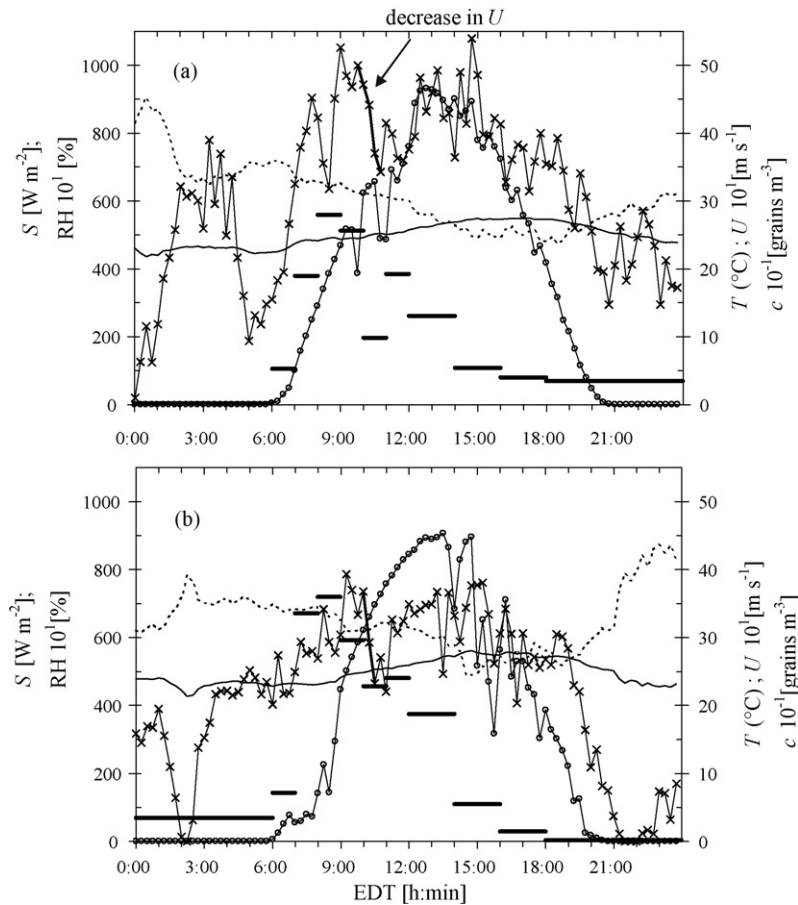 decrease in U
(a)
1000
800
600
400
200
0
S [W m⁻²];
RH 10¹ [%]
50
40
30
20
10
0
T (°C) ; U 10¹[m s⁻¹]
c 10⁻¹[grains m⁻³]
0:00 3:00 6:00 9:00 12:00 15:00 18:00 21:00
(b)
1000
800
600
400
200
0
S [W m⁻²];
RH 10¹[%]
50
40
30
20
10
0
T (°C) ; U 10¹[m s⁻¹]
c 10⁻¹[grains m⁻³]
0:00 3:00 6:00 9:00 12:00 15:00 18:00 21:00
EDT [h:min]